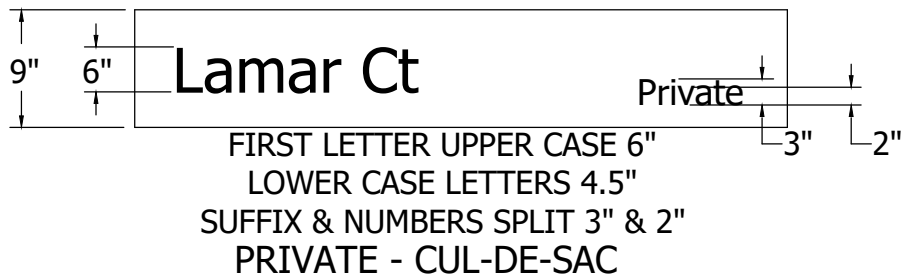 9"
6"
Lamar Ct
Private
3"
2"
FIRST LETTER UPPER CASE 6"
LOWER CASE LETTERS 4.5"
SUFFIX & NUMBERS SPLIT 3" & 2"
PRIVATE - CUL-DE-SAC